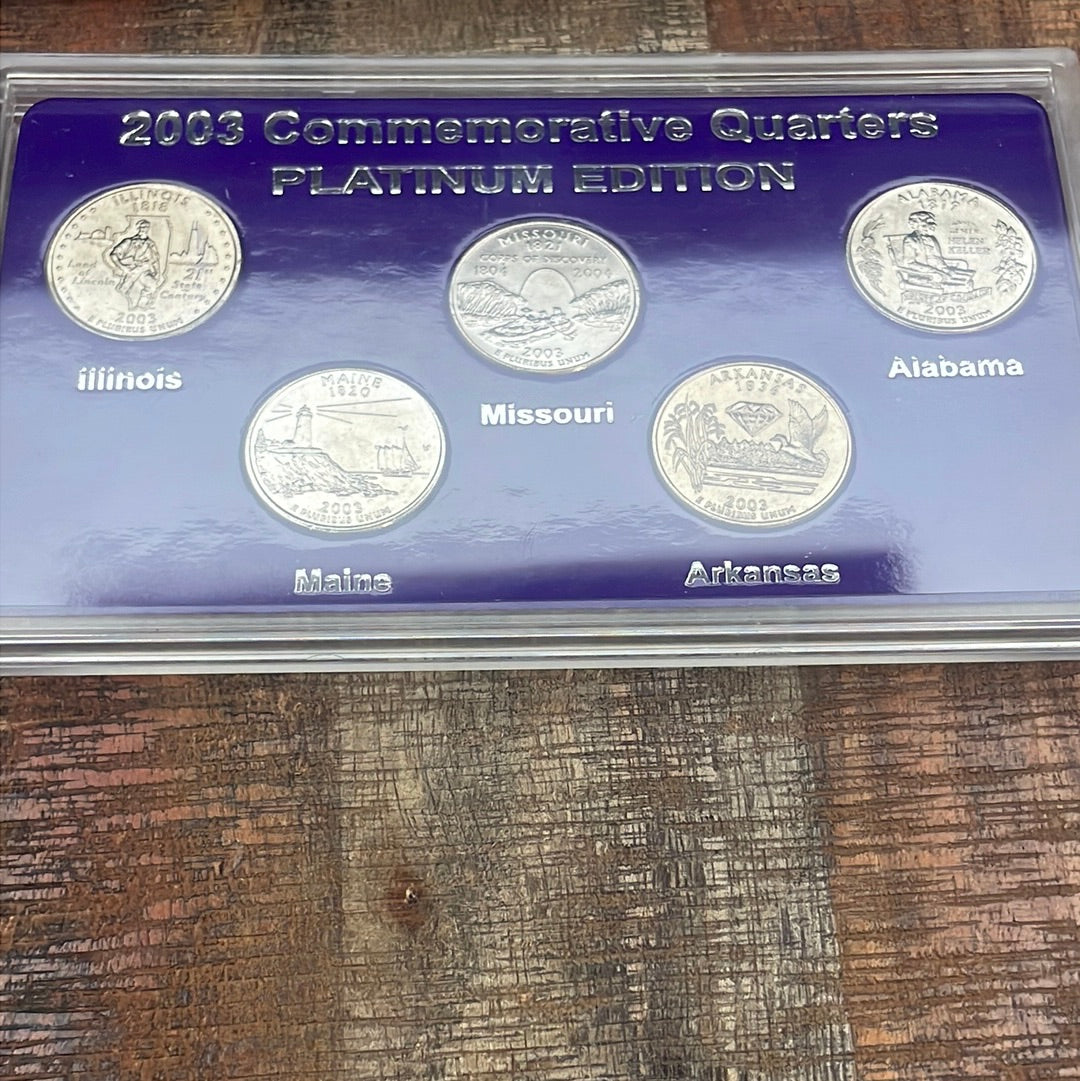 2003 Commemorative Quarters
PLATINUM EDITION
ILLINOIS
1818
Land
of
Lincoln
21st
State
Century
2003
E PLURIBUS UNUM
Illinois
MAINE
1820
2003
E PLURIBUS UNUM
Maine
MISSOURI
1821
CORPS OF DISCOVERY
1804 2004
2003
E PLURIBUS UNUM
Missouri
ARKANSAS
1836
2003
E PLURIBUS UNUM
Arkansas
ALABAMA
1819
HELEN
KELLER
2003
E PLURIBUS UNUM
Alabama